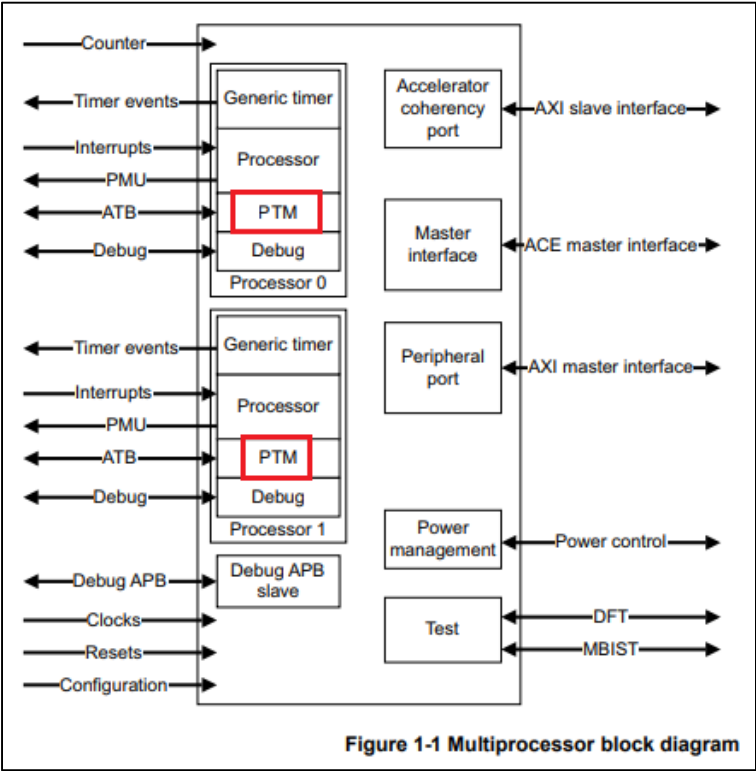 Counter
Timer events
Generic timer
Interrupts
Processor
PMU
ATB
PTM
Debug
Debug
Processor 0
Timer events
Generic timer
Interrupts
Processor
PMU
ATB
PTM
Debug
Debug
Processor 1
Debug APB
Debug APB
slave
Clocks
Resets
Configuration
Accelerator
coherency
port
AXI slave interface
Master
interface
ACE master interface
Peripheral
port
AXI master interface
Power
management
Power control
Test
DFT
MBIST
Figure 1-1 Multiprocessor block diagram